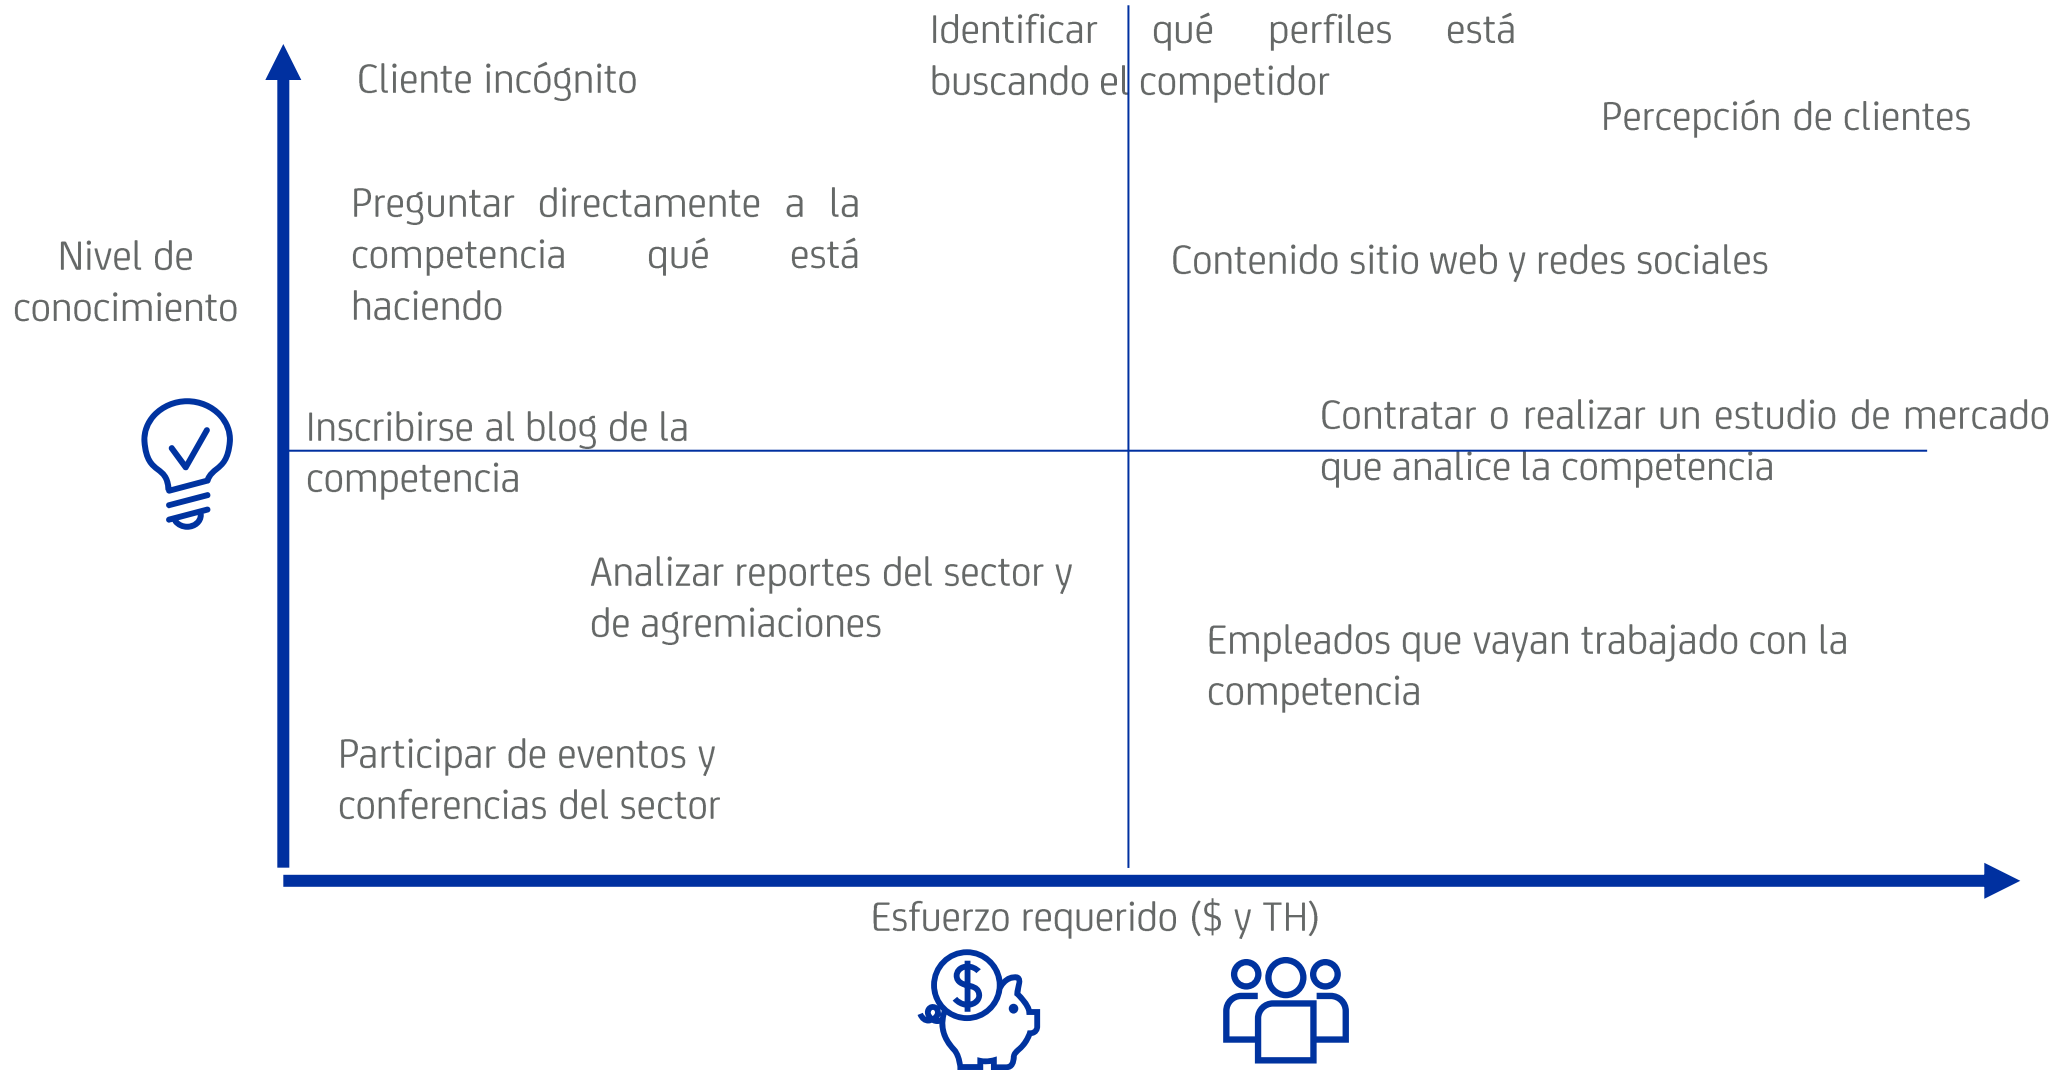 Identificar qué perfiles está
buscando el competidor
Cliente incógnito
Percepción de clientes
Preguntar directamente a la
competencia qué está
haciendo
Nivel de
conocimiento
Contenido sitio web y redes sociales
Inscribirse al blog de la
competencia
Contratar o realizar un estudio de mercado
que analice la competencia
Analizar reportes del sector y
de agremiaciones
Empleados que vayan trabajado con la
competencia
Participar de eventos y
conferencias del sector
Esfuerzo requerido ($ y TH)
$